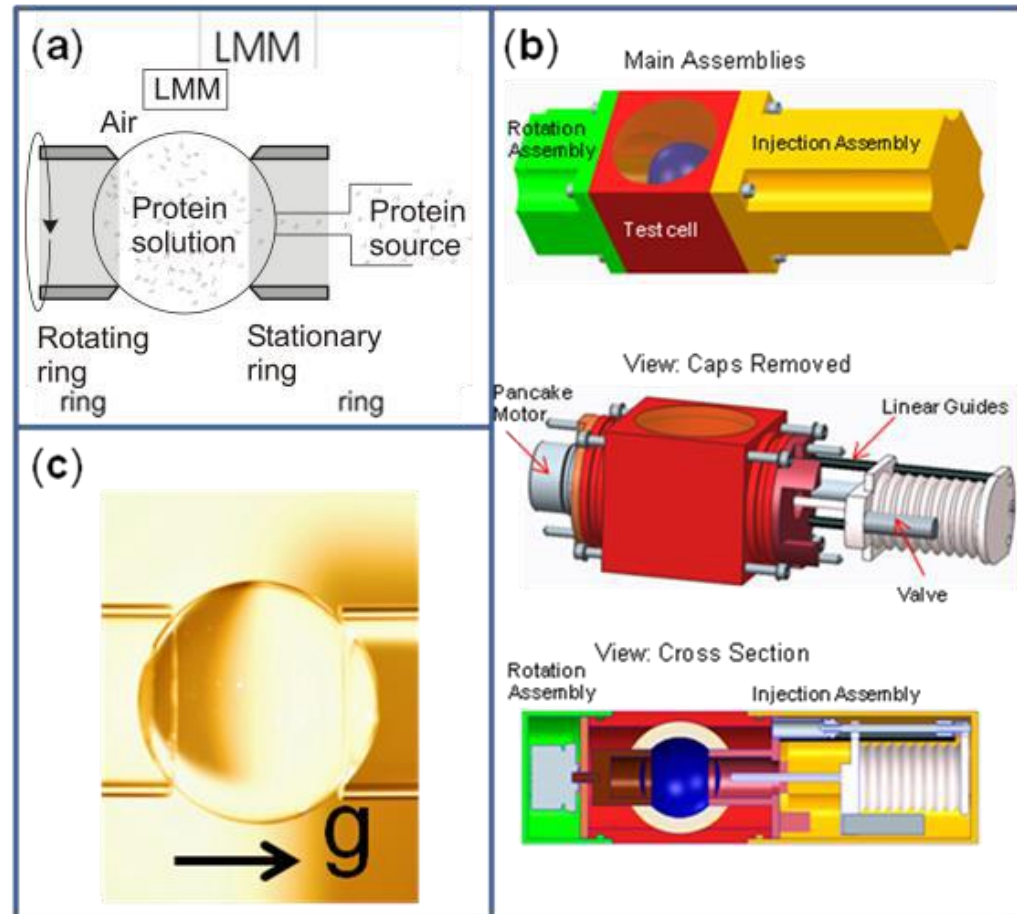 (a)
LMM
LMM
Air
Protein
solution
Protein
source
Rotating
ring
ring
Stationary
ring
ring
(b)
Main Assemblies
Rotation
Assembly
Injection Assembly
Test cell
View: Caps Removed
Pancake
Motor
Linear Guides
Valve
View: Cross Section
Rotation
Assembly
Injection Assembly
(c)
g